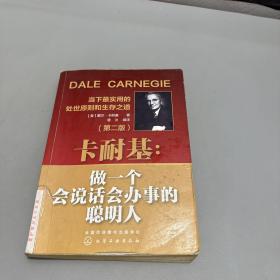 DALE CARNEGIE
当下最实用的
处世原则和生存之道
(第二版)
卡耐基:
做一个
会说话会办事的
聪明人
化学工业出版社